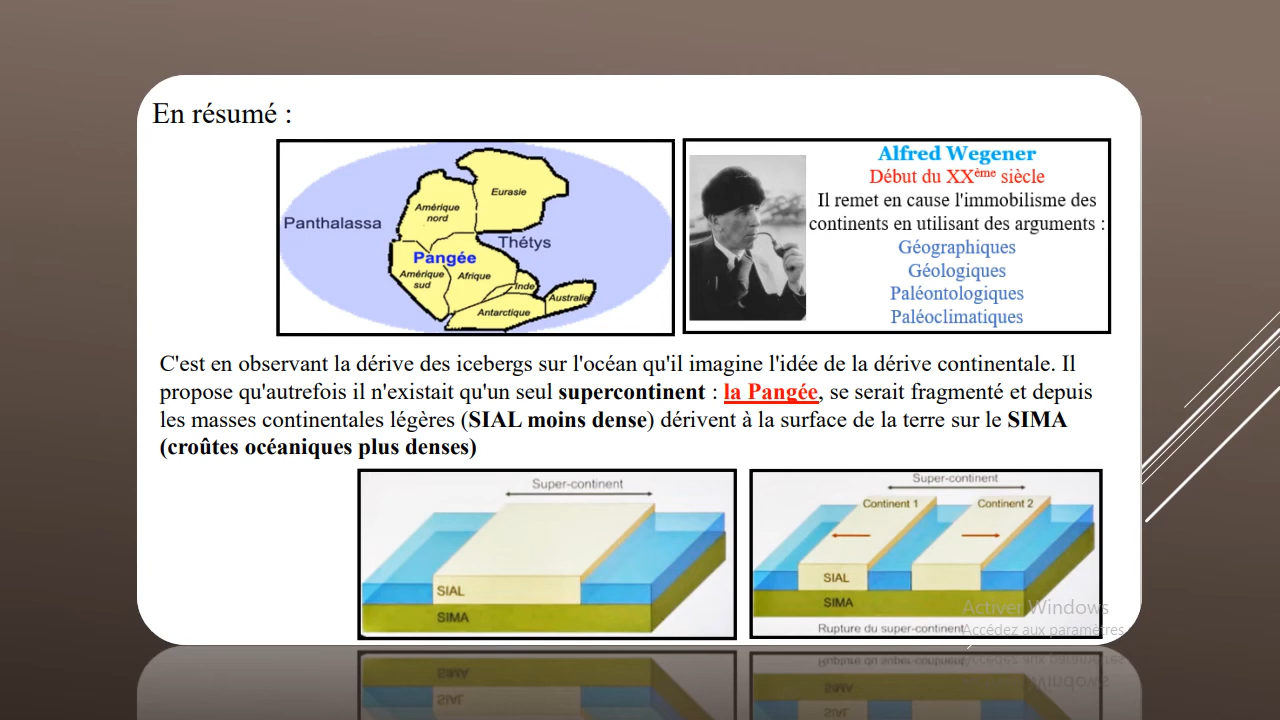 En résumé :
Panthalassa
Eurasie
Amérique
nord
Thétys
Pangée
Amérique
sud
Afrique
Inde
Australie
Antarctique
Alfred Wegener
Début du XXème siècle
Il remet en cause l'immobilisme des
continents en utilisant des arguments :
Géographiques
Géologiques
Paléontologiques
Paléoclimatiques
C'est en observant la dérive des icebergs sur l'océan qu'il imagine l'idée de la dérive continentale. Il
propose qu'autrefois il n'existait qu'un seul supercontinent : la Pangée, se serait fragmenté et depuis
les masses continentales légères (SIAL moins dense) dérivent à la surface de la terre sur le SIMA
(croûtes océaniques plus denses)
Super-continent
SIAL
SIMA
Super-continent
Continent 1
Continent 2
SIAL
SIMA
Rupture du super-continent
Activer Windows
Accédez aux paramètres